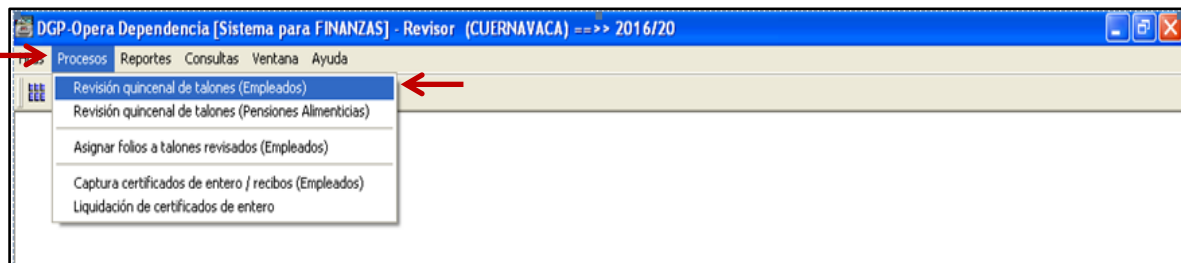 DGP-Opera Dependencia [Sistema para FINANZAS] - Revisor (CUERNAVACA) ==>> 2016/20
Procesos Reportes Consultas Ventana Ayuda
Revisión quincenal de talones (Empleados)
Revisión quincenal de talones (Pensiones Alimenticias)
Asignar folios a talones revisados (Empleados)
Captura certificados de entero / recibos (Empleados)
Liquidación de certificados de entero